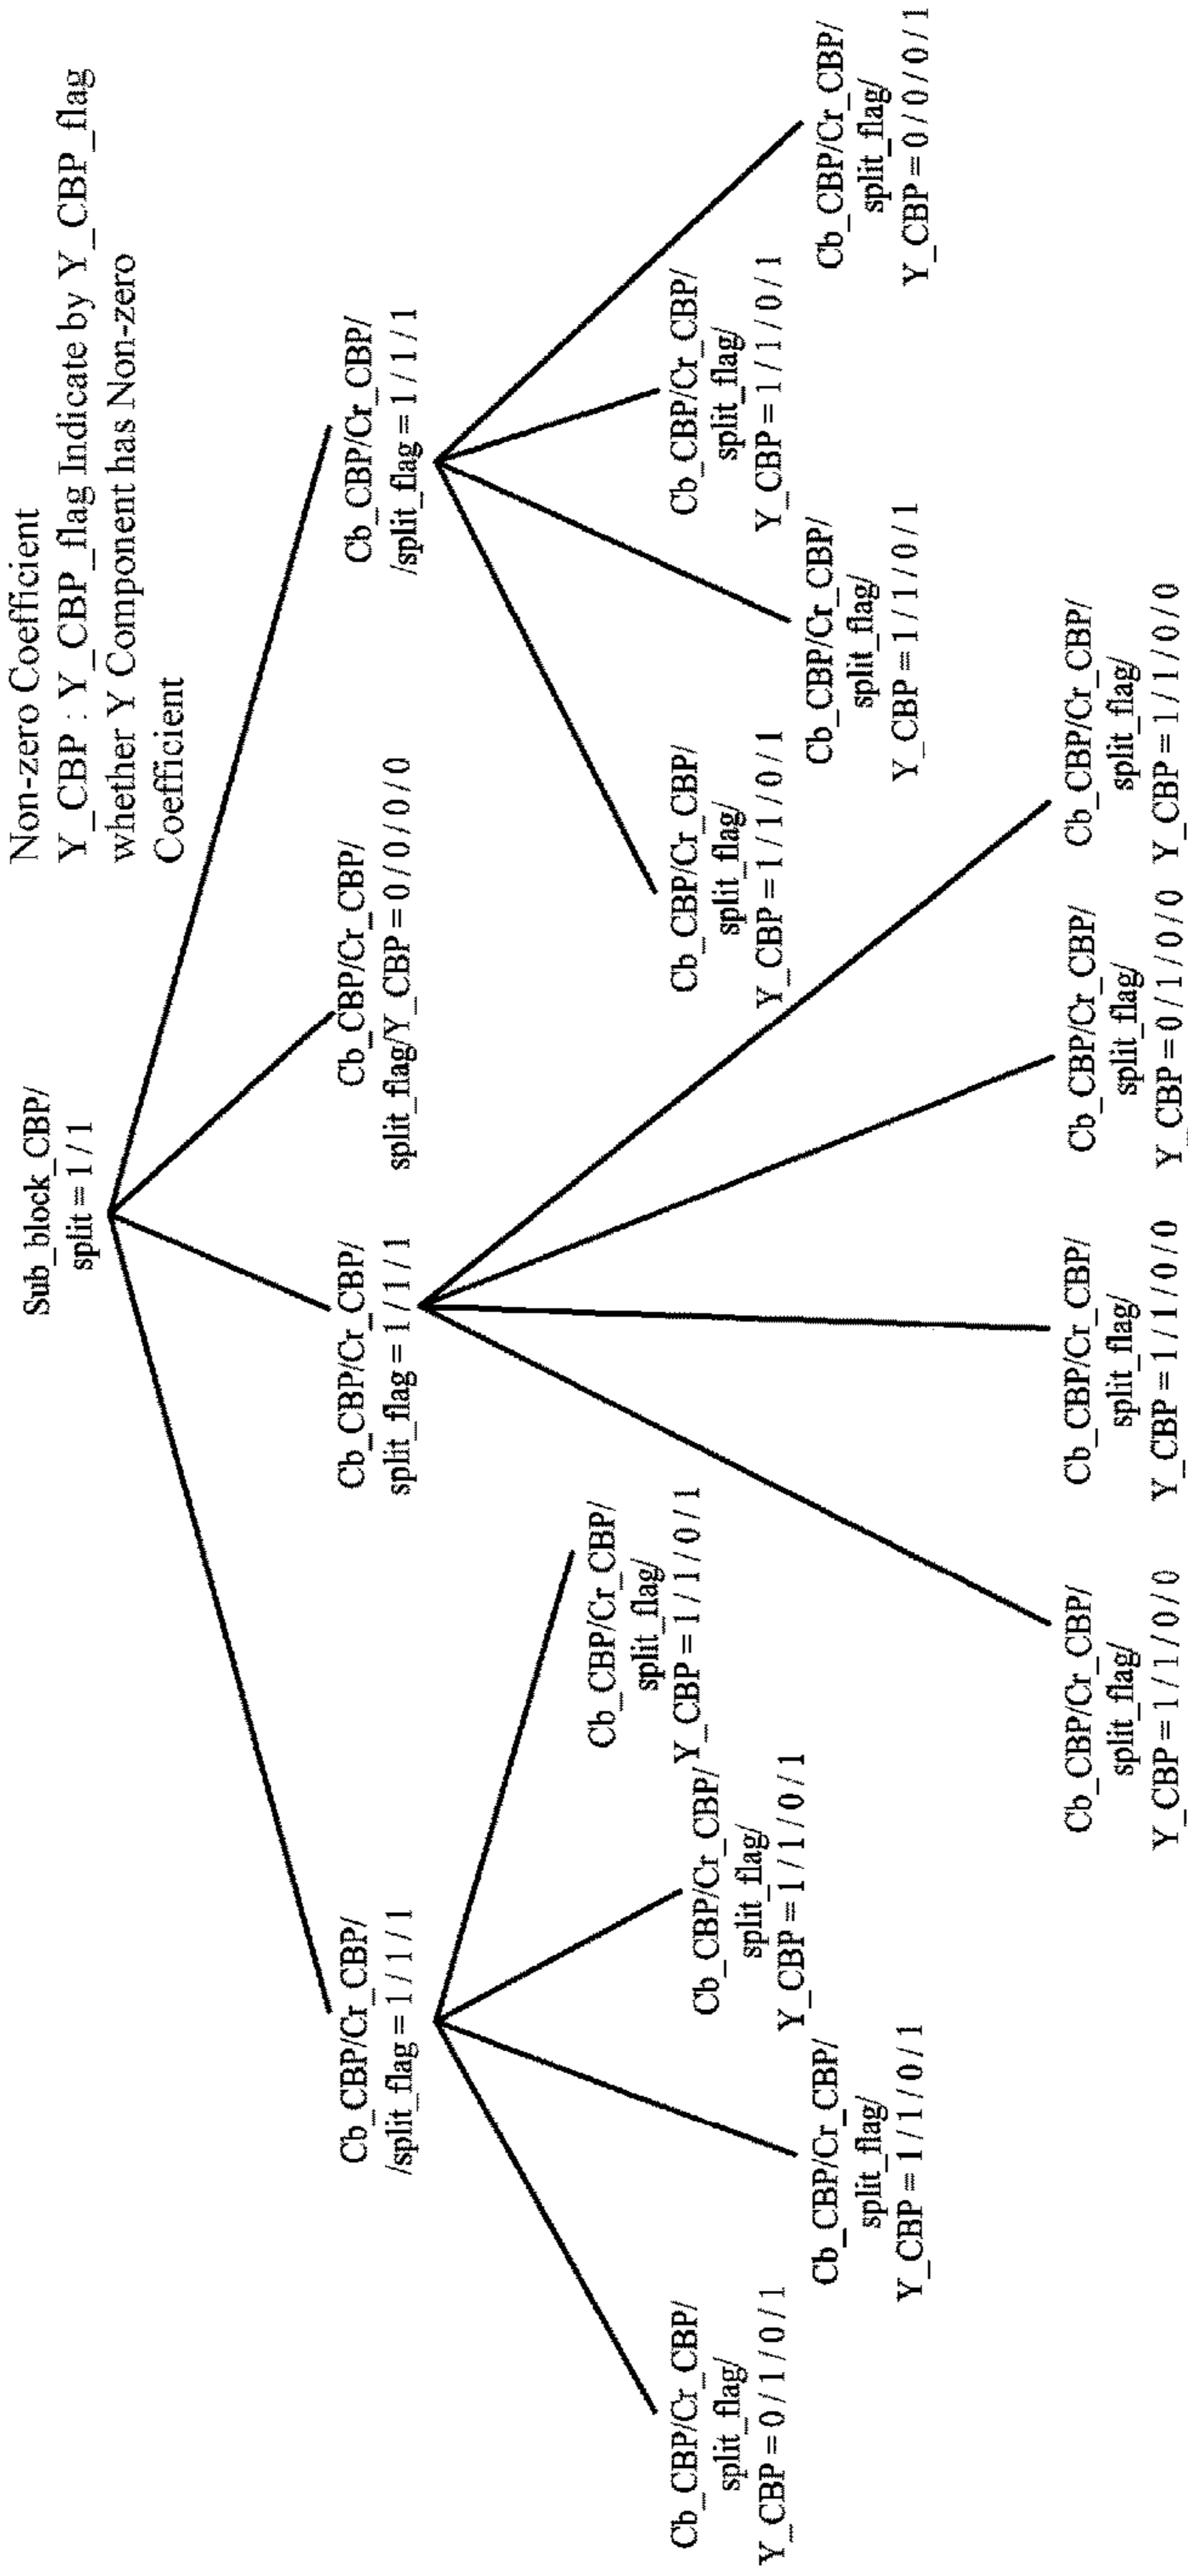 Non-zero Coefficient
Y_CBP : Y_CBP_flag Indicate by Y_CBP_flag
whether Y Component has Non-zero
Coefficient
Sub_block_CBP/
split = 1 / 1
Cb_CBP/Cr_CBP/
/split_flag = 1 / 1 / 1
Cb_CBP/Cr_CBP/
split_flag = 1 / 1 / 1
Cb_CBP/Cr_CBP/
split_flag/Y_CBP = 0 / 0 / 0 / 0
Cb_CBP/Cr_CBP/
/split_flag = 1 / 1 / 1
Cb_CBP/Cr_CBP/
split_flag/
Y_CBP = 0 / 1 / 0 / 1
Cb_CBP/Cr_CBP/
split_flag/
Y_CBP = 1 / 1 / 0 / 1
Cb_CBP/Cr_CBP/
split_flag/
Y_CBP = 1 / 1 / 0 / 1
Cb_CBP/Cr_CBP/
split_flag/
Y_CBP = 1 / 1 / 0 / 1
Cb_CBP/Cr_CBP/
split_flag/
Y_CBP = 1 / 1 / 0 / 1
Cb_CBP/Cr_CBP/
split_flag/
Y_CBP = 1 / 1 / 0 / 1
Cb_CBP/Cr_CBP/
split_flag/
Y_CBP = 1 / 1 / 0 / 1
Cb_CBP/Cr_CBP/
split_flag/
Y_CBP = 0 / 0 / 0 / 1
Cb_CBP/Cr_CBP/
split_flag/
Y_CBP = 1 / 1 / 0 / 0
Cb_CBP/Cr_CBP/
split_flag/
Y_CBP = 1 / 1 / 0 / 0
Cb_CBP/Cr_CBP/
split_flag/
Y_CBP = 0 / 1 / 0 / 0
Cb_CBP/Cr_CBP/
split_flag/
Y_CBP = 1 / 1 / 0 / 0